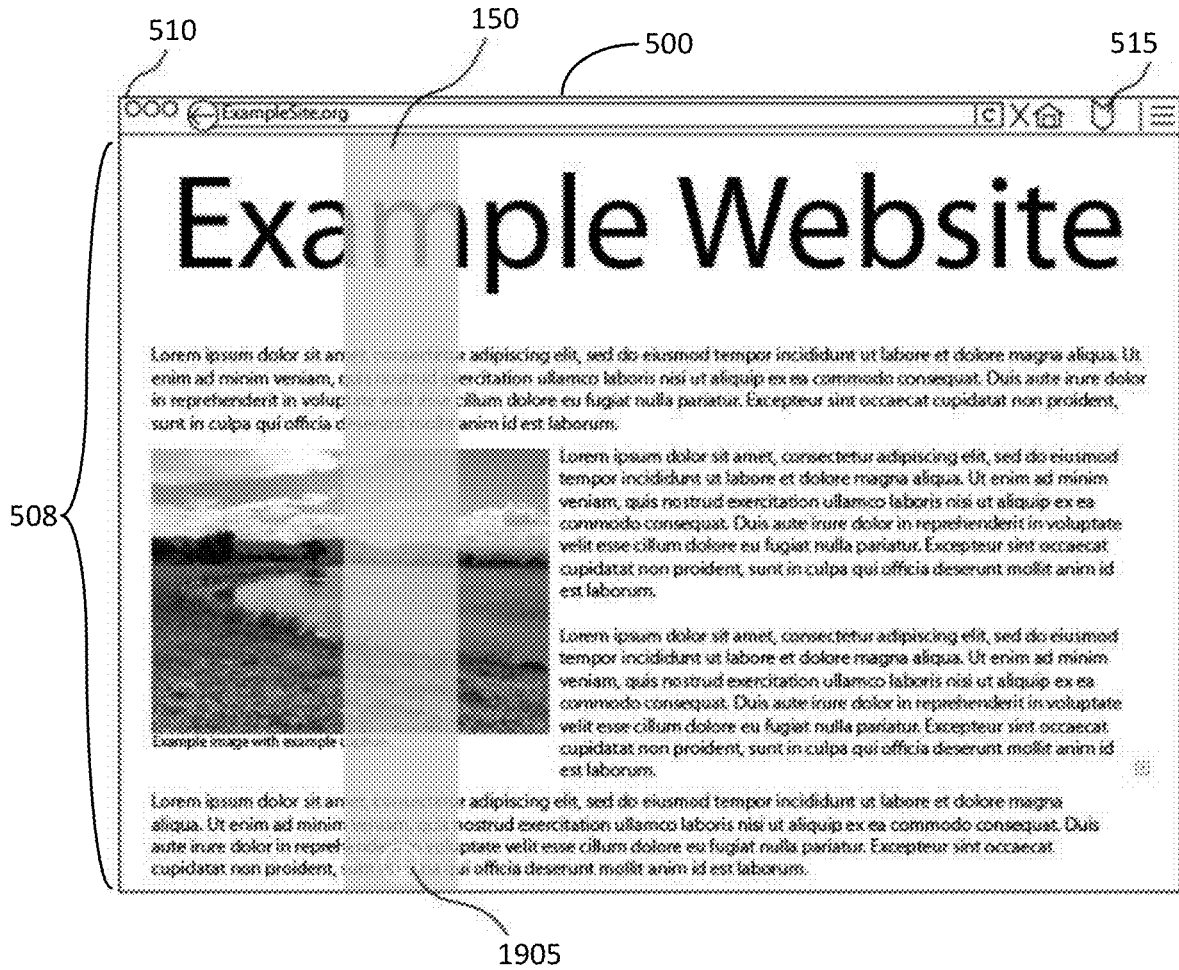 510
150
500
515
ExampleSite.org
Example Website
Lorem ipsum dolor sit am adipiscing elit, sed do eiusmod tempor incididunt ut labore et dolore magna aliqua. Ut
enim ad minim veniam, ercitation ullamco laboris nisi ut aliquip ex ea commodo consequat. Duis aute irure dolor
in reprehenderit in volup cillum dolore eu fugiat nulla pariatur. Excepteur sint occaecat cupidatat non proident,
sunt in culpa qui officia d anim id est laborum.
Lorem ipsum dolor sit amet, consectetur adipiscing elit, sed do eiusmod
tempor incididunt ut labore et dolore magna aliqua. Ut enim ad minim
veniam, quis nostrud exercitation ullamco laboris nisi ut aliquip ex ea
commodo consequat. Duis aute irure dolor in reprehenderit in voluptate
velit esse cillum dolore eu fugiat nulla pariatur. Excepteur sint occaecat
cupidatat non proident, sunt in culpa qui officia deserunt mollit anim id
est laborum.
508
Lorem ipsum dolor sit amet, consectetur adipiscing elit, sed do eiusmod
tempor incididunt ut labore et dolore magna aliqua. Ut enim ad minim
veniam, quis nostrud exercitation ullamco laboris nisi ut aliquip ex ea
commodo consequat. Duis aute irure dolor in reprehenderit in voluptate
velit esse cillum dolore eu fugiat nulla pariatur. Excepteur sint occaecat
cupidatat non proident, sunt in culpa qui officia deserunt mollit anim id
est laborum.
Example image with example
Lorem ipsum dolor sit am adipiscing elit, sed do eiusmod tempor incididunt ut labore et dolore magna
aliqua. Ut enim ad minim nostrud exercitation ullamco laboris nisi ut aliquip ex ea commodo consequat. Duis
aute irure dolor in repreh ptate velit esse cillum dolore eu fugiat nulla pariatur. Excepteur sint occaecat
cupidatat non proident, ui officia deserunt mollit anim id est laborum.
1905